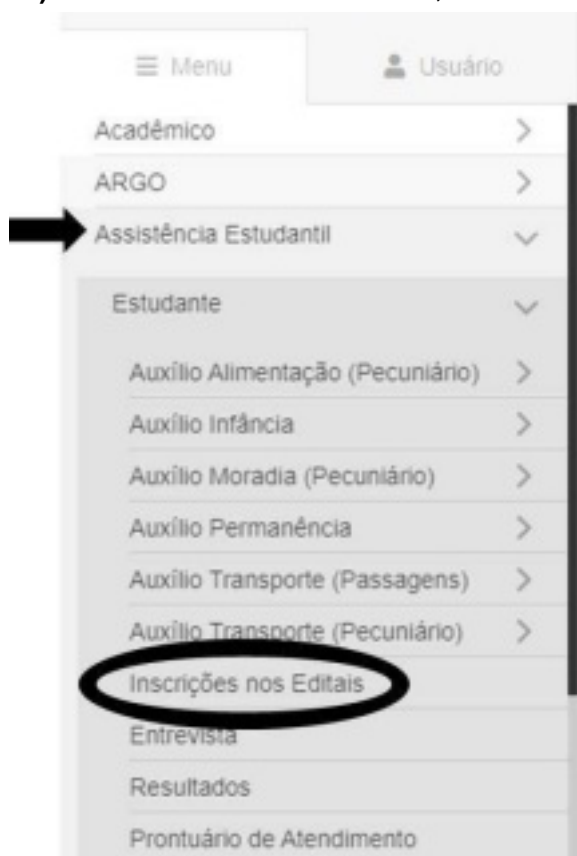 Menu
Usuário
Acadêmico
ARGO
Assistência Estudantil
Estudante
Auxílio Alimentação (Pecuniário)
Auxílio Infância
Auxílio Moradia (Pecuniário)
Auxílio Permanência
Auxílio Transporte (Passagens)
Auxílio Transporte (Pecuniário)
Inscrições nos Editais
Entrevista
Resultados
Prontuário de Atendimento